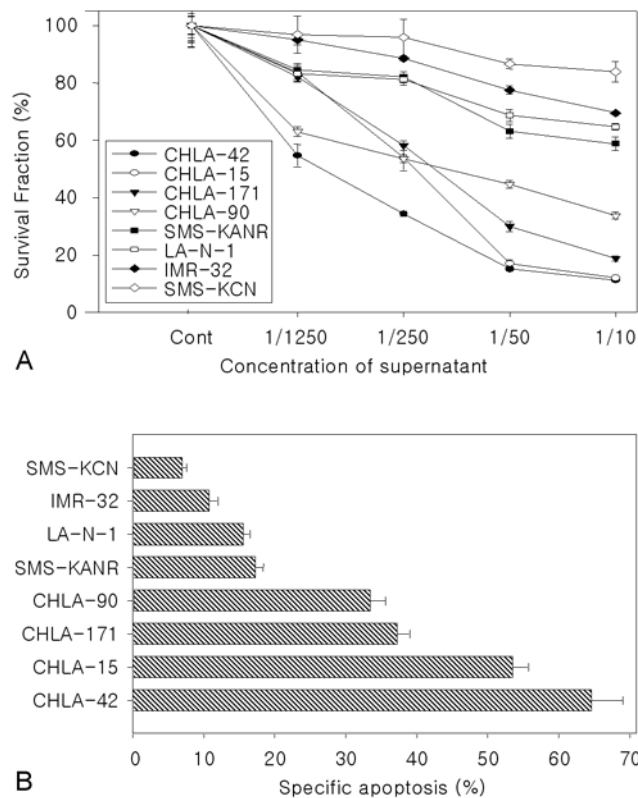 100
80
60
40
20
0
Survival Fraction (%)
CHLA-42
CHLA-15
CHLA-171
CHLA-90
SMS-KANR
LA-N-1
IMR-32
SMS-KCN
Cont 1/1250 1/250 1/50 1/10
Concentration of supernatant
A
SMS-KCN
IMR-32
LA-N-1
SMS-KANR
CHLA-90
CHLA-171
CHLA-15
CHLA-42
0 10 20 30 40 50 60 70
Specific apoptosis (%)
B